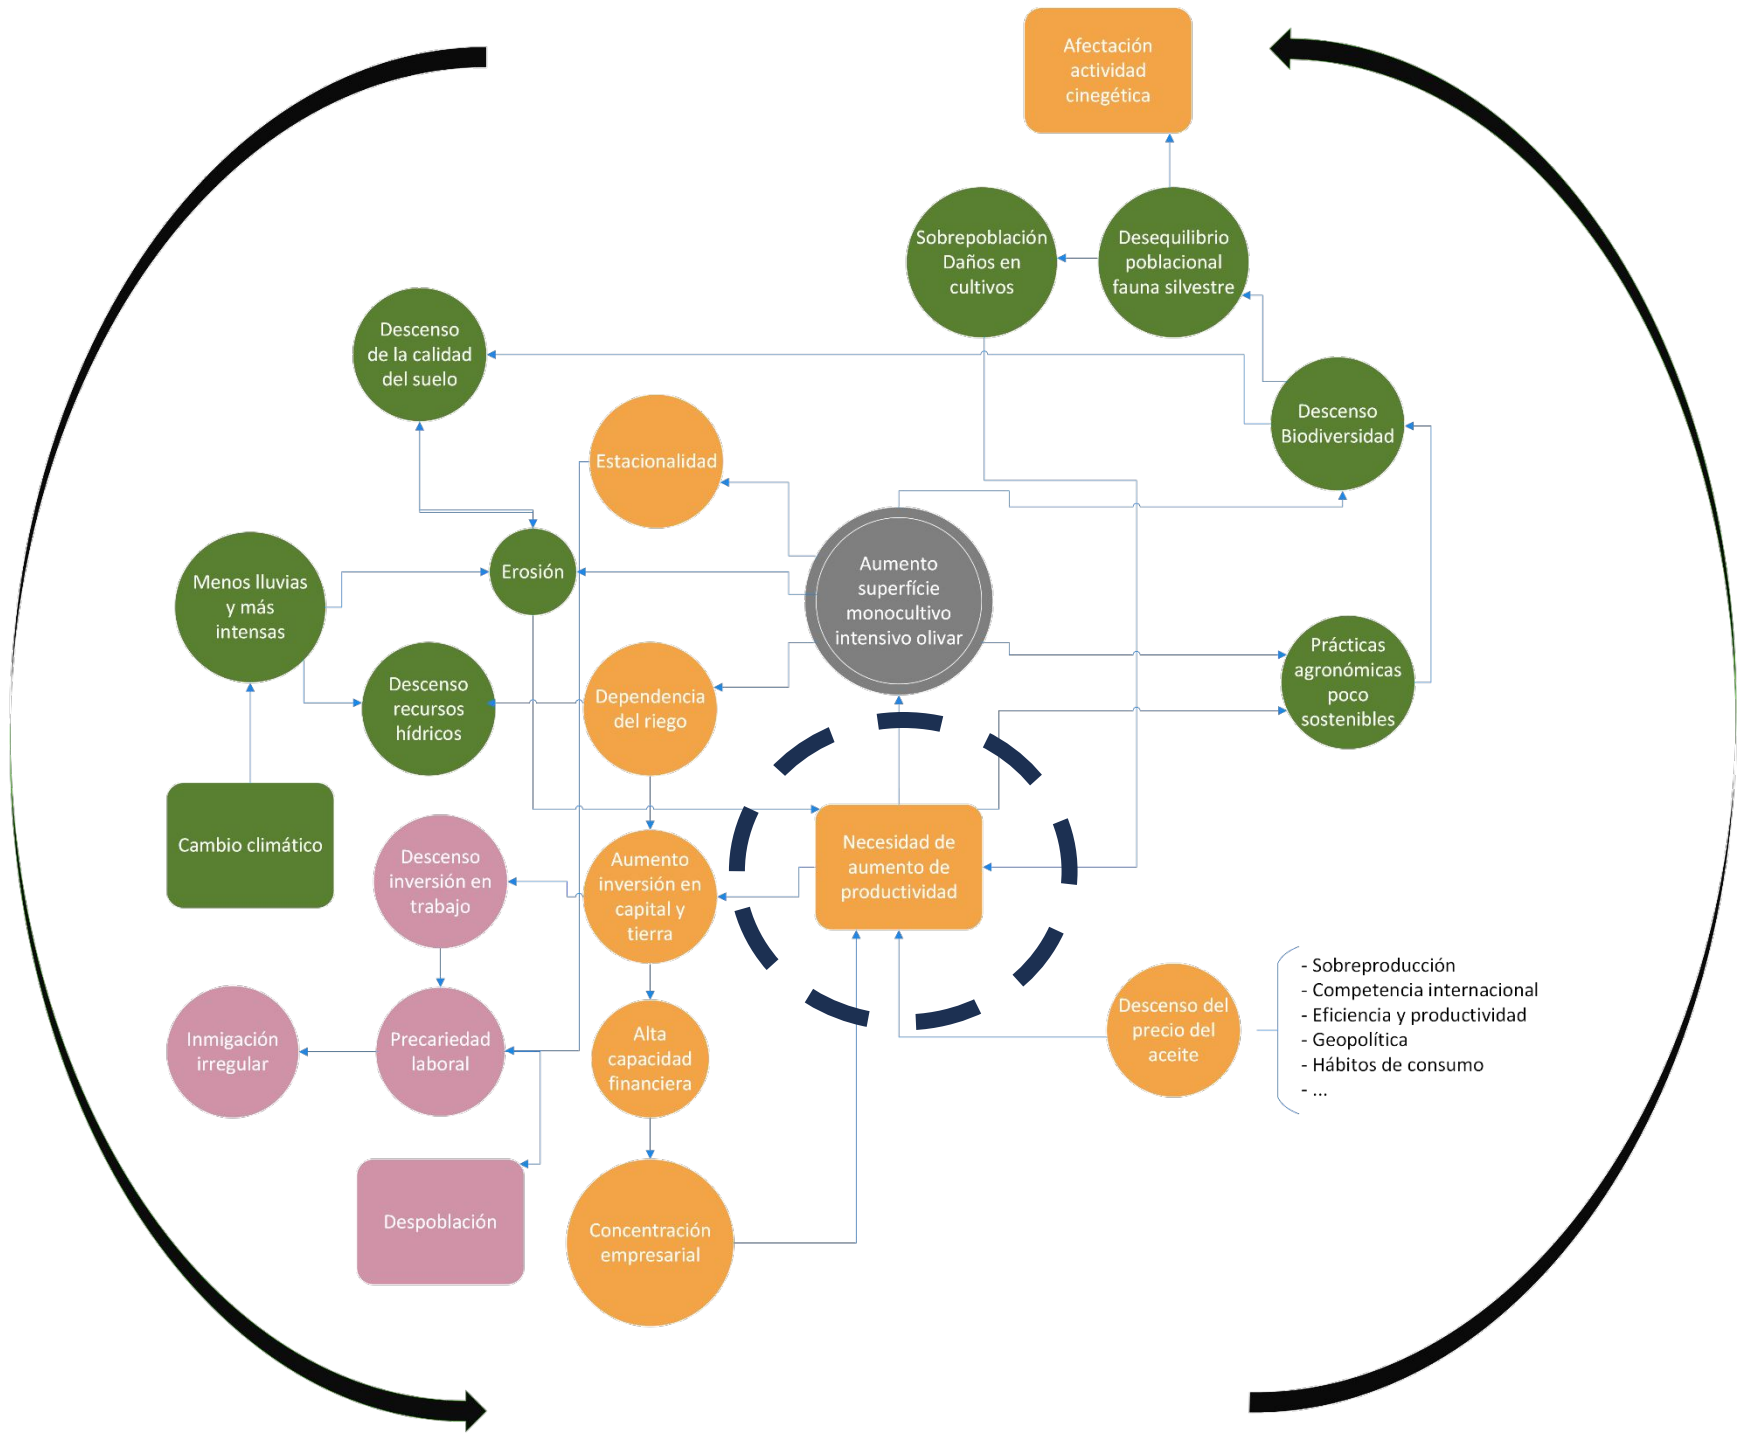 Afectación
actividad
cinegética
Sobrepoblación
Daños en
cultivos
Desequilibrio
poblacional
fauna silvestre
Descenso
de la calidad
del suelo
Descenso
Biodiversidad
Estacionalidad
Erosión
Aumento
superfície
monocultivo
intensivo olivar
Menos lluvias
y más
intensas
Prácticas
agronómicas
poco
sostenibles
Descenso
recursos
hídricos
Dependencia
del riego
Cambio climático
Descenso
inversión en
trabajo
Aumento
inversión en
capital y
tierra
Necesidad de
aumento de
productividad
Inmigación
irregular
Precariedad
laboral
Alta
capacidad
financiera
Descenso del
precio del
aceite
- Sobreproducción
- Competencia internacional
- Eficiencia y productividad
- Geopolítica
- Hábitos de consumo
- ...
Despoblación
Concentración
empresarial